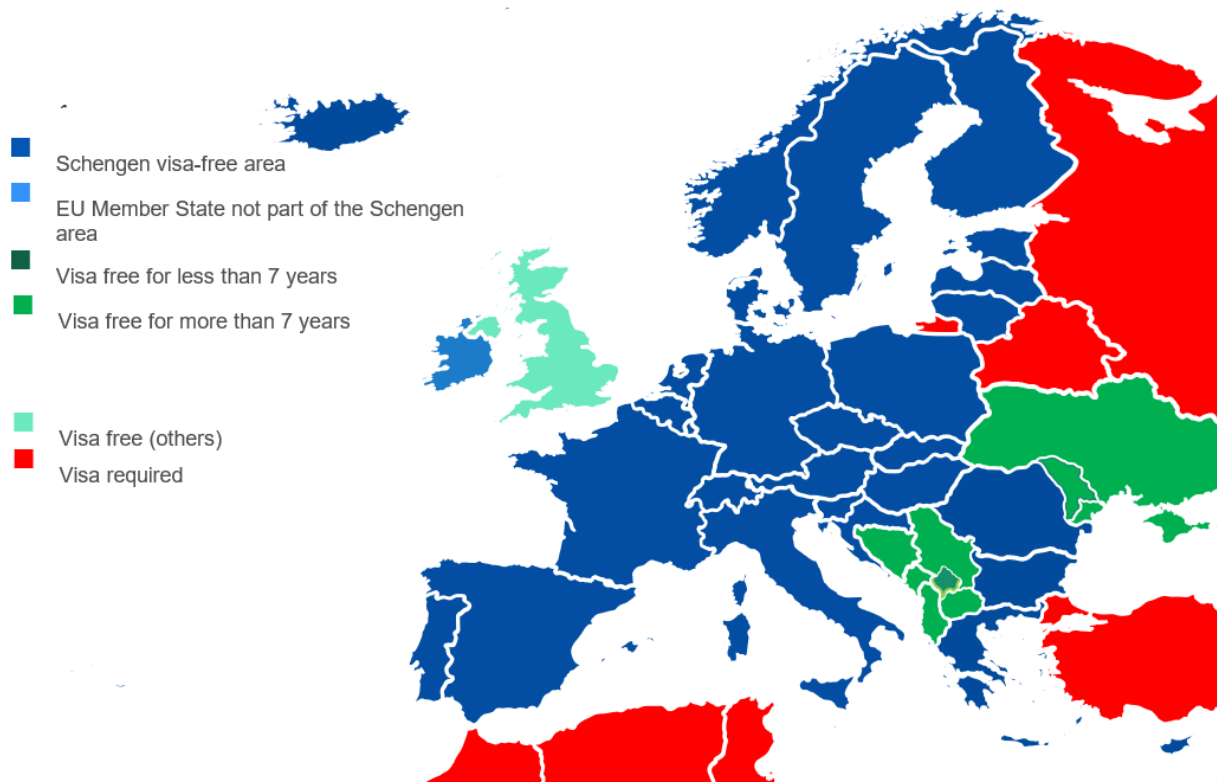 Schengen visa-free area
EU Member State not part of the Schengen
area
Visa free for less than 7 years
Visa free for more than 7 years
Visa free (others)
Visa required